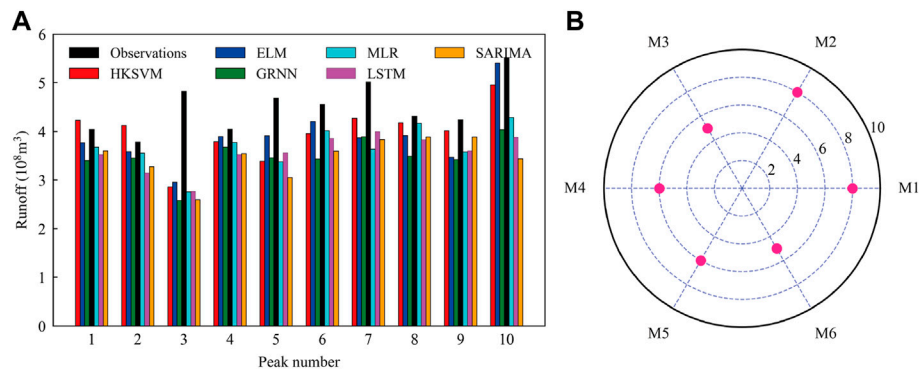 A
Runoff (10⁸m³)
6
5
4
3
2
1
0
Observations ELM MLR SARIMA
HKSVM GRNN LSTM
1 2 3 4 5 6 7 8 9 10
Peak number
B
M3 M2
10
8
6
4
2
M4 M1
M5 M6